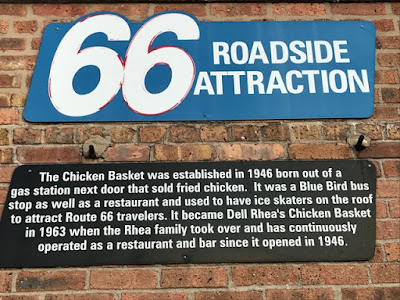 66 ROADSIDE
ATTRACTION
The Chicken Basket was established in 1946 born out of a
gas station next door that sold fried chicken. It was a Blue Bird bus
stop as well as a restaurant and used to have ice skaters on the roof
to attract Route 66 travelers. It became Dell Rhea's Chicken Basket
in 1963 when the Rhea family took over and has continuously
operated as a restaurant and bar since it opened in 1946.